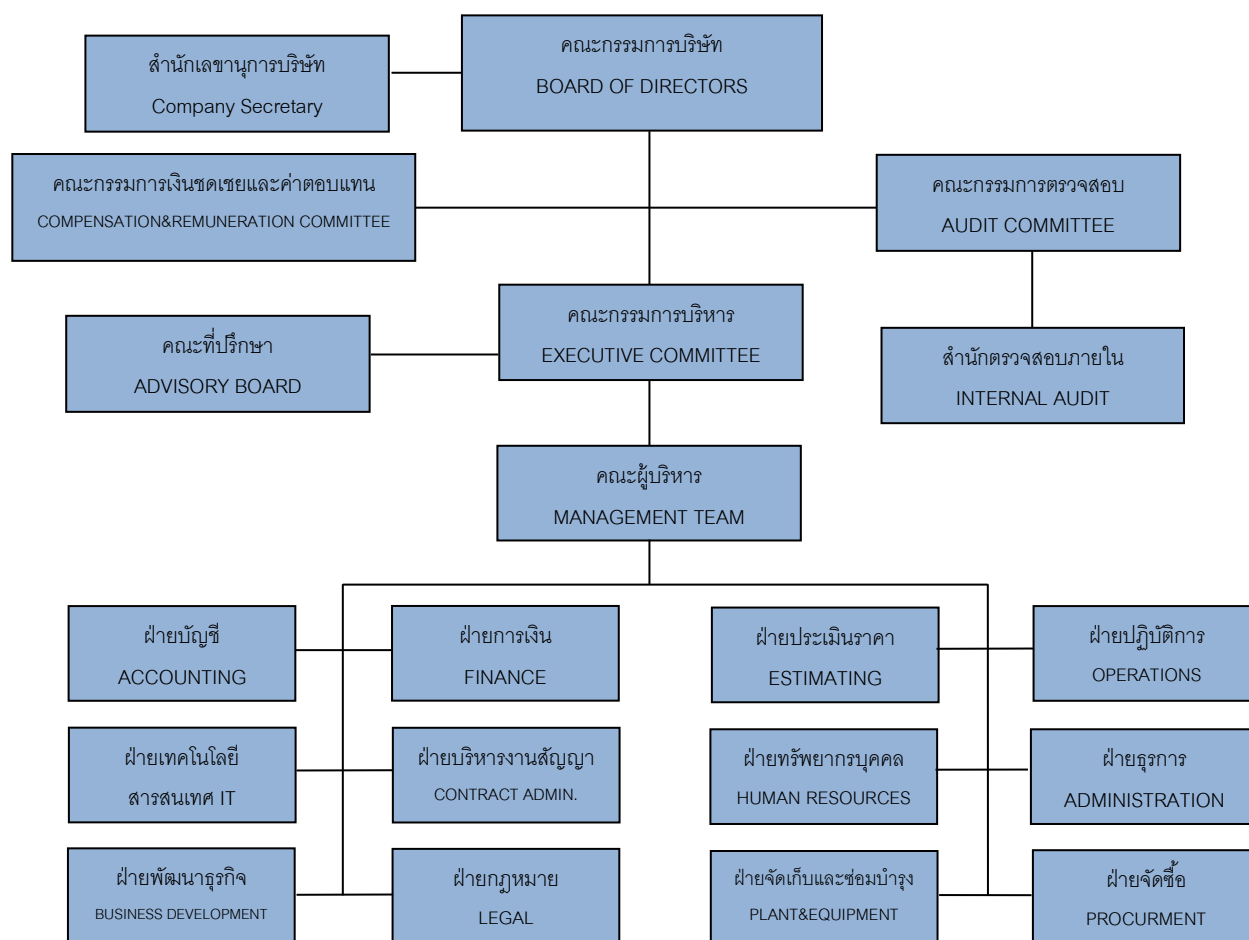 คณะกรรมการบริษัท
BOARD OF DIRECTORS
สำนักเลขานุการบริษัท
Company Secretary
คณะกรรมการเงินชดเชยและค่าตอบแทน
COMPENSATION&REMUNERATION COMMITTEE
คณะกรรมการตรวจสอบ
AUDIT COMMITTEE
คณะกรรมการบริหาร
EXECUTIVE COMMITTEE
คณะที่ปรึกษา
ADVISORY BOARD
สำนักตรวจสอบภายใน
INTERNAL AUDIT
คณะผู้บริหาร
MANAGEMENT TEAM
ฝ่ายบัญชี
ACCOUNTING
ฝ่ายการเงิน
FINANCE
ฝ่ายประเมินราคา
ESTIMATING
ฝ่ายปฏิบัติการ
OPERATIONS
ฝ่ายเทคโนโลยี
สารสนเทศ IT
ฝ่ายบริหารงานสัญญา
CONTRACT ADMIN.
ฝ่ายทรัพยากรบุคคล
HUMAN RESOURCES
ฝ่ายธุรการ
ADMINISTRATION
ฝ่ายพัฒนาธุรกิจ
BUSINESS DEVELOPMENT
ฝ่ายกฎหมาย
LEGAL
ฝ่ายจัดเก็บและซ่อมบำรุง
PLANT&EQUIPMENT
ฝ่ายจัดซื้อ
PROCURMENT